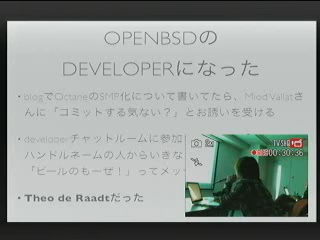 OPENBSDの
DEVELOPERになった
• blogでOctaneのSMP化について書いてたら、Miod Vallatさ
んに「コミットする気ない？」とお誘いを受ける
• developerチャットルームに参加
ハンドルネームの人からいきな
「ビールのもーぜ！」ってメッ
• Theo de Raadtだった
00:30:36